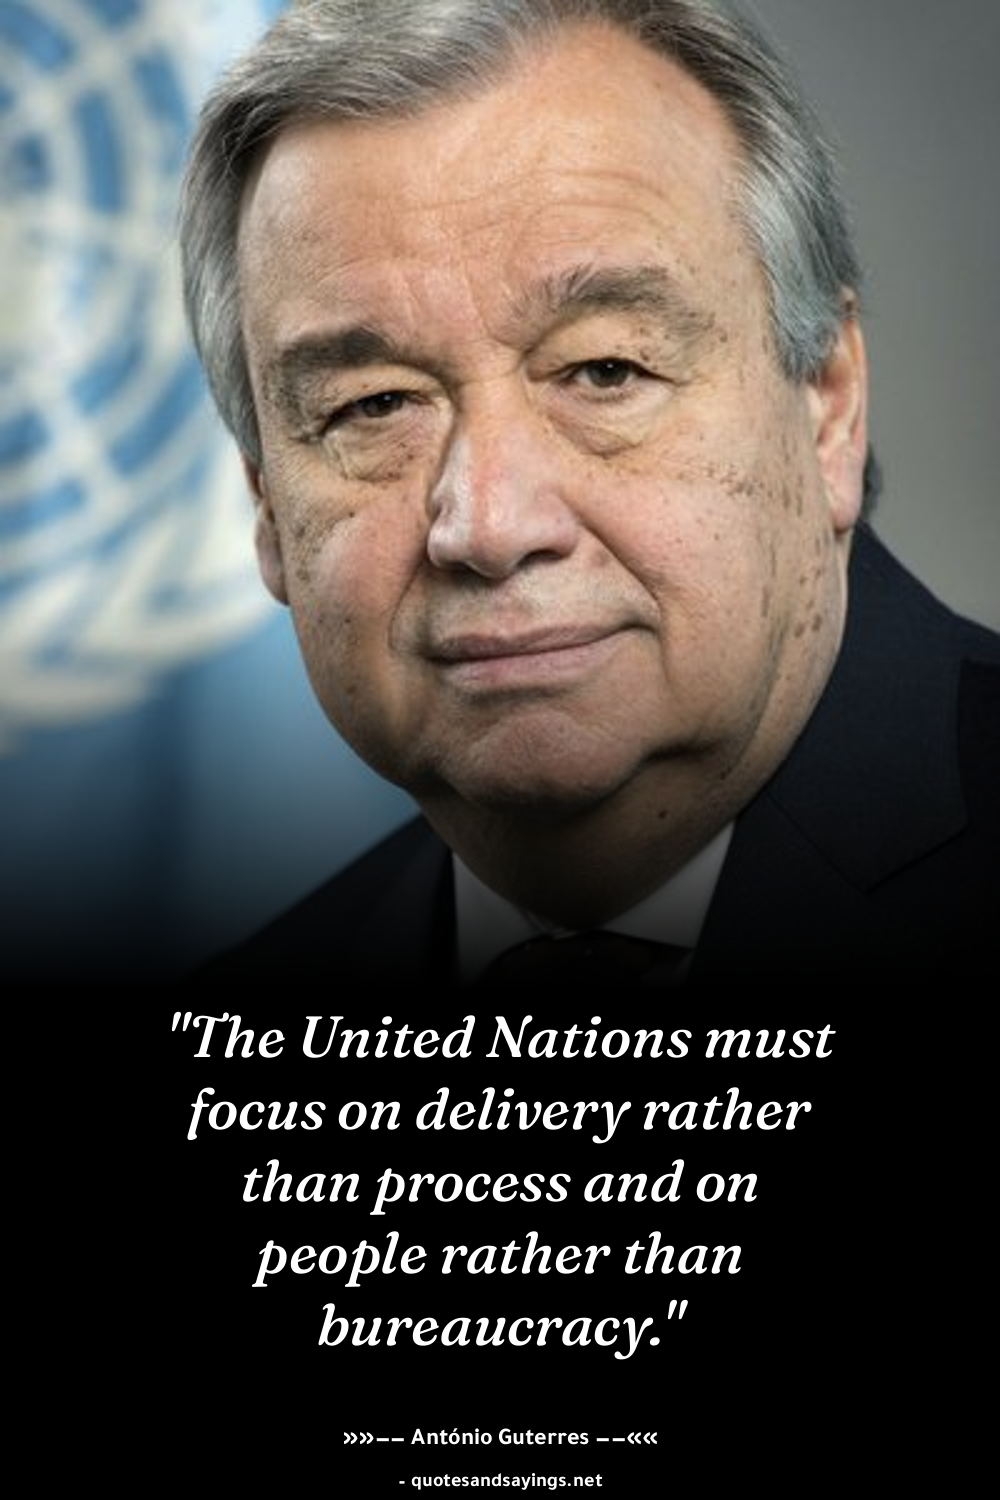 "The United Nations must
focus on delivery rather
than process and on
people rather than
bureaucracy."
»»−− António Guterres −−««
- quotesandsayings.net